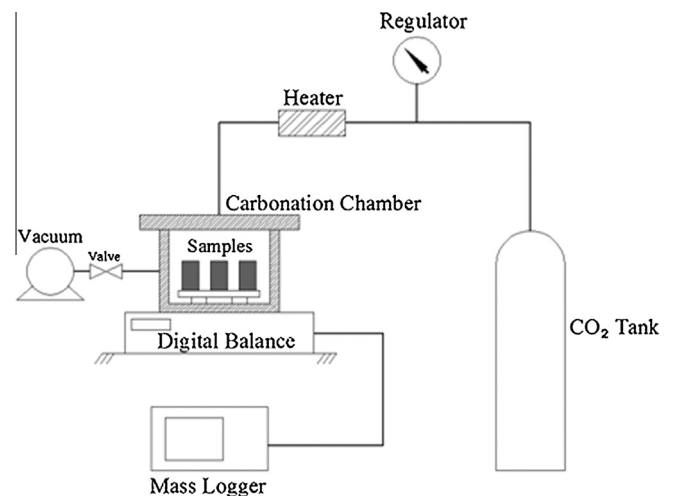 Regulator
Heater
Carbonation Chamber
Vacuum
Valve
Samples
CO₂ Tank
Digital Balance
Mass Logger